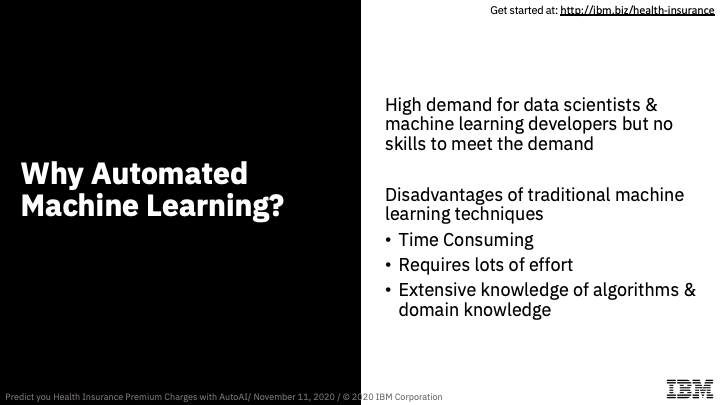 Get started at: http://ibm.biz/health-insurance
Why Automated
Machine Learning?
High demand for data scientists &
machine learning developers but no
skills to meet the demand
Disadvantages of traditional machine
learning techniques
• Time Consuming
• Requires lots of effort
• Extensive knowledge of algorithms &
domain knowledge
Predict you Health Insurance Premium Charges with AutoAI/ November 11, 2020 / © 2020 IBM Corporation
IBM